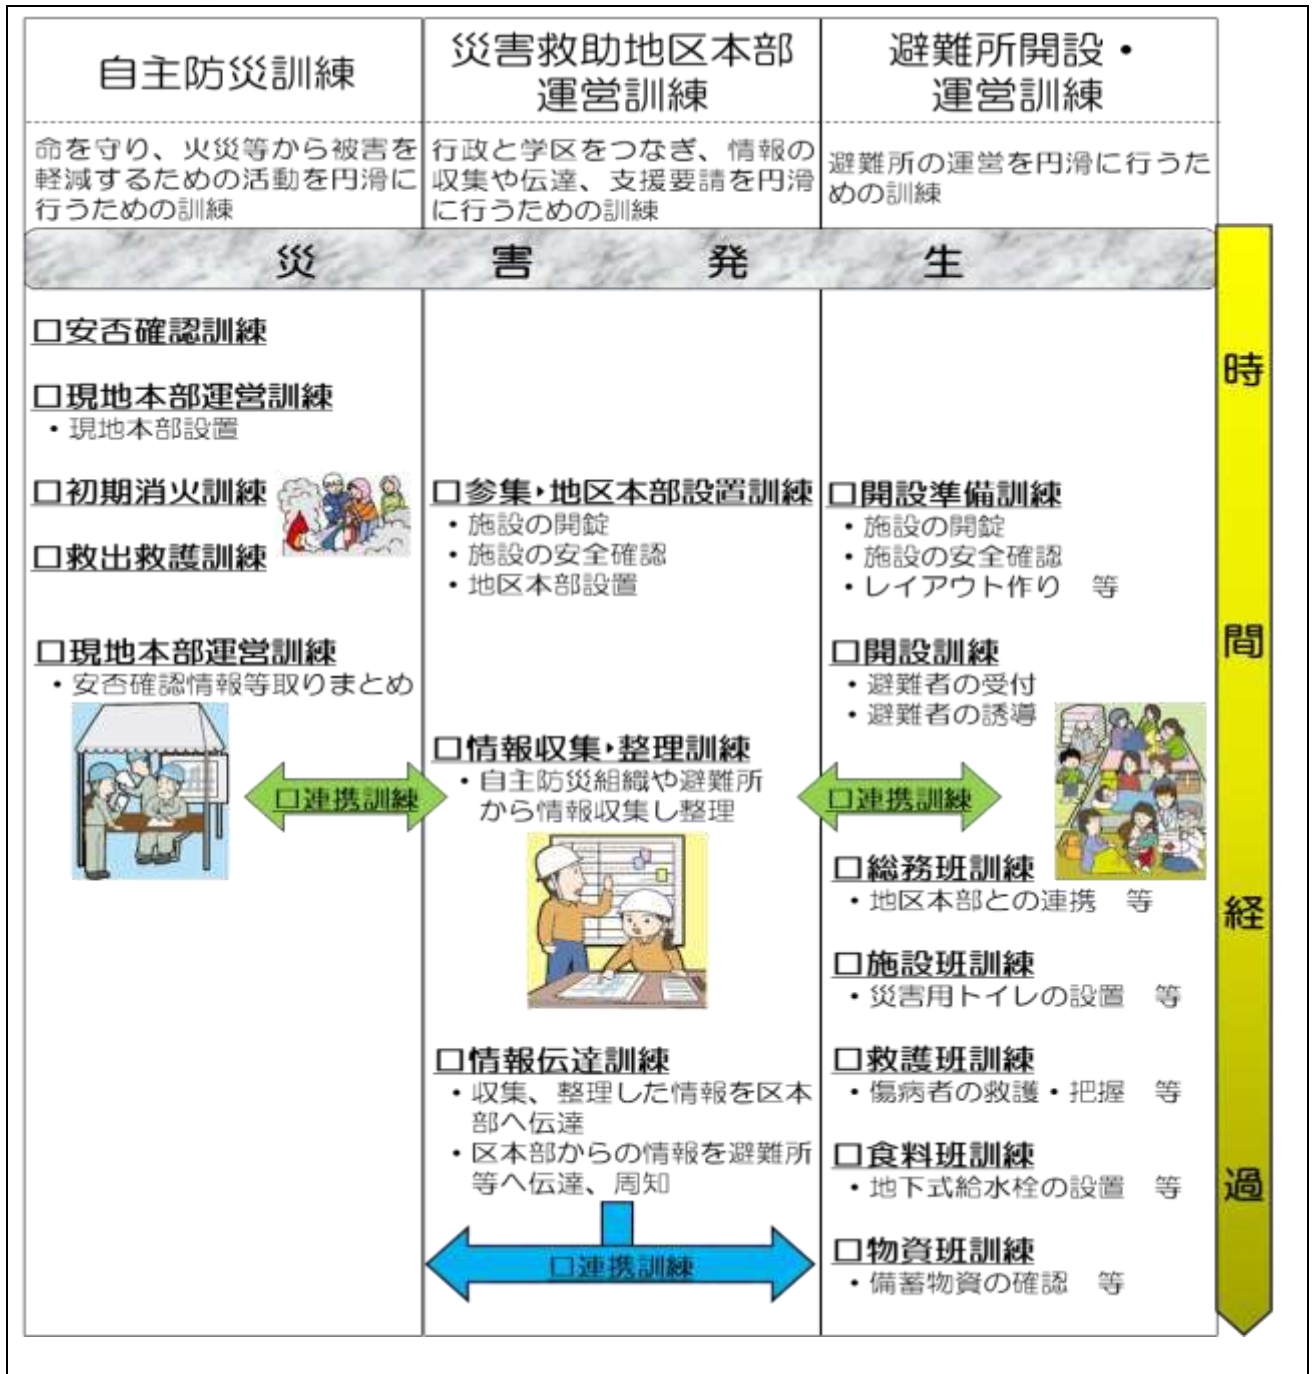 自主防災訓練
命を守り、火災等から被害を
軽減するための活動を円滑に
行うための訓練
災害救助地区本部
運営訓練
行政と学区をつなぎ、情報の
収集や伝達、支援要請を円滑
に行うための訓練
避難所開設・
運営訓練
避難所の運営を円滑に行うた
めの訓練
災害発生
□安否確認訓練
□現地本部運営訓練
・現地本部設置
□初期消火訓練
□救出救護訓練
□現地本部運営訓練
・安否確認情報等取りまとめ
□連携訓練
□参集・地区本部設置訓練
・施設の開錠
・施設の安全確認
・地区本部設置
□情報収集・整理訓練
・自主防災組織や避難所
から情報収集し整理
□情報伝達訓練
・収集、整理した情報を区本
部へ伝達
・区本部からの情報を避難所
等へ伝達、周知
□連携訓練
□開設準備訓練
・施設の開錠
・施設の安全確認
・レイアウト作り　等
□開設訓練
・避難者の受付
・避難者の誘導
□連携訓練
□総務班訓練
・地区本部との連携　等
□施設班訓練
・災害用トイレの設置　等
□救護班訓練
・傷病者の救護・把握　等
□食料班訓練
・地下式給水栓の設置　等
□物資班訓練
・備蓄物資の確認　等
時間経過